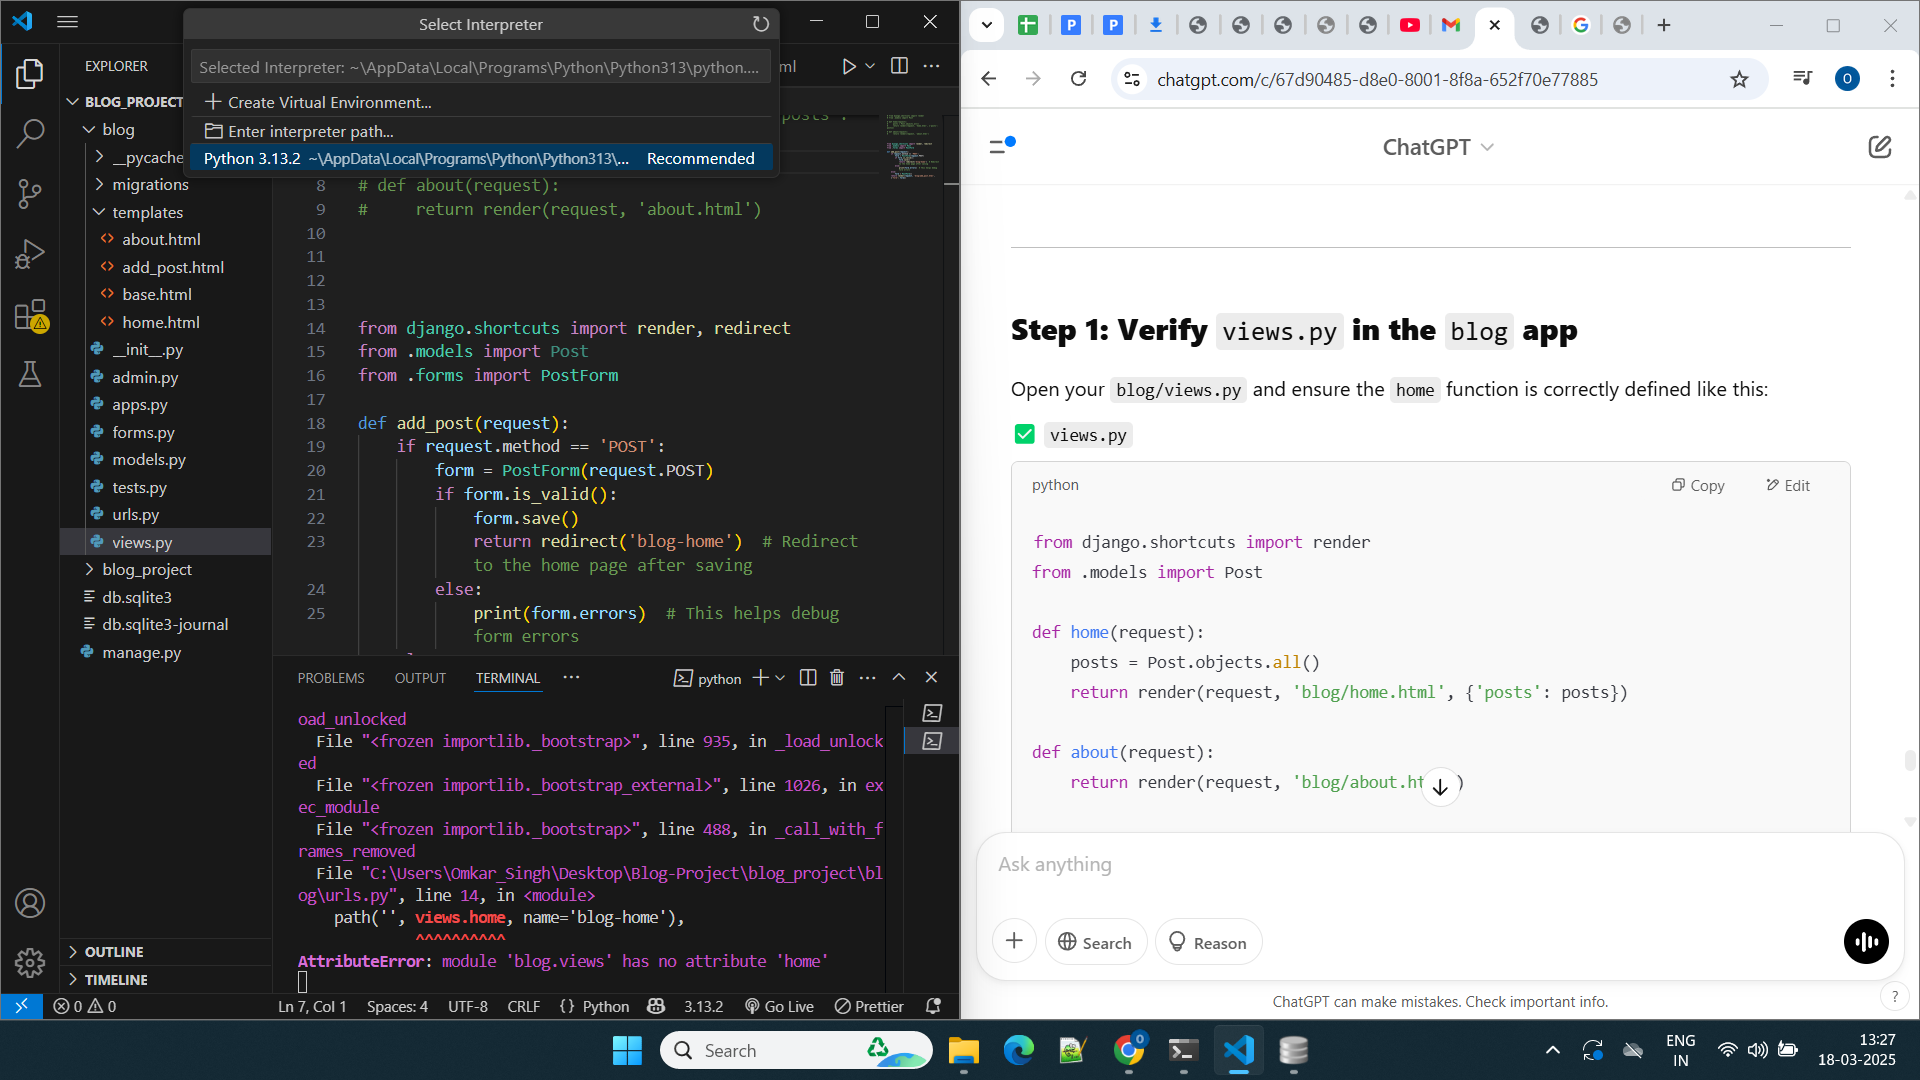 Select Interpreter
Selected Interpreter: ~\AppData\Local\Programs\Python\Python313\python....
Create Virtual Environment...
Enter interpreter path...
Python 3.13.2 ~\AppData\Local\Programs\Python\Python313\... Recommended
EXPLORER
BLOG_PROJECT
blog
__pycache
migrations
templates
about.html
add_post.html
base.html
home.html
__init__.py
admin.py
apps.py
forms.py
models.py
tests.py
urls.py
views.py
blog_project
db.sqlite3
db.sqlite3-journal
manage.py
OUTLINE
TIMELINE
ml
8 # def about(request):
9 #     return render(request, 'about.html')
10
11
12
13
14 from django.shortcuts import render, redirect
15 from .models import Post
16 from .forms import PostForm
17
18 def add_post(request):
19     if request.method == 'POST':
20         form = PostForm(request.POST)
21         if form.is_valid():
22             form.save()
23             return redirect('blog-home')  # Redirect
to the home page after saving
24         else:
25             print(form.errors)  # This helps debug
form errors
PROBLEMS OUTPUT TERMINAL ... python
oad_unlocked
  File "<frozen importlib._bootstrap>", line 935, in _load_unlock
ed
  File "<frozen importlib._bootstrap_external>", line 1026, in ex
ec_module
  File "<frozen importlib._bootstrap>", line 488, in _call_with_f
rames_removed
  File "C:\Users\Omkar_Singh\Desktop\Blog-Project\blog_project\bl
og\urls.py", line 14, in <module>
    path('', views.home, name='blog-home'),
             ^^^^^^^^^^
AttributeError: module 'blog.views' has no attribute 'home'
0 0 Ln 7, Col 1 Spaces: 4 UTF-8 CRLF {} Python 3.13.2 Go Live Prettier
chatgpt.com/c/67d90485-d8e0-8001-8f8a-652f70e77885
O
ChatGPT
Step 1: Verify views.py in the blog app
Open your blog/views.py and ensure the home function is correctly defined like this:
views.py
python Copy Edit
from django.shortcuts import render
from .models import Post
def home(request):
    posts = Post.objects.all()
    return render(request, 'blog/home.html', {'posts': posts})
def about(request):
    return render(request, 'blog/about.ht )
Ask anything
Search Reason
ChatGPT can make mistakes. Check important info.
?
Search
0
ENG
IN
13:27
18-03-2025